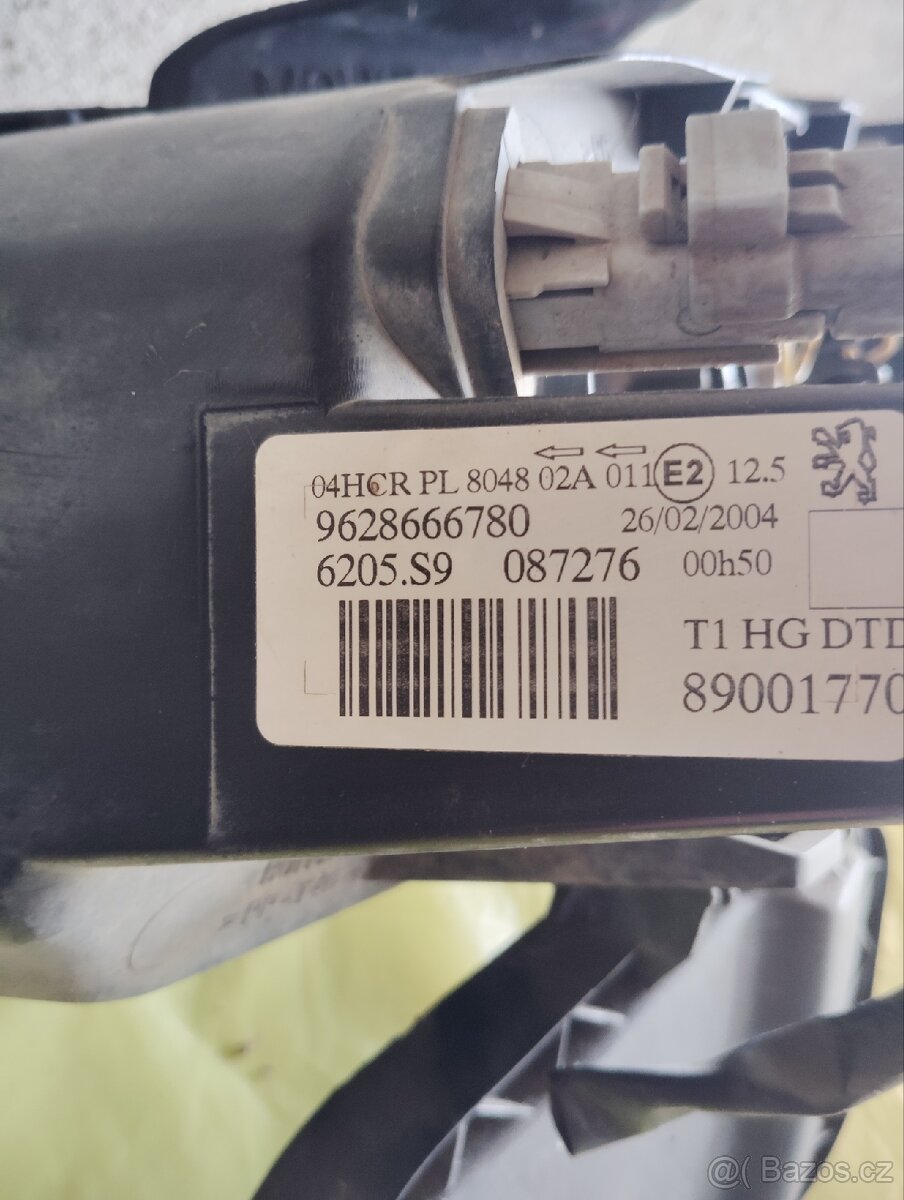 04HCR PL 8048 02A 011 E2 12.5
9628666780 26/02/2004
6205.S9 087276 00h50
T1 HG DTD
89001770
@( Bazos.cz